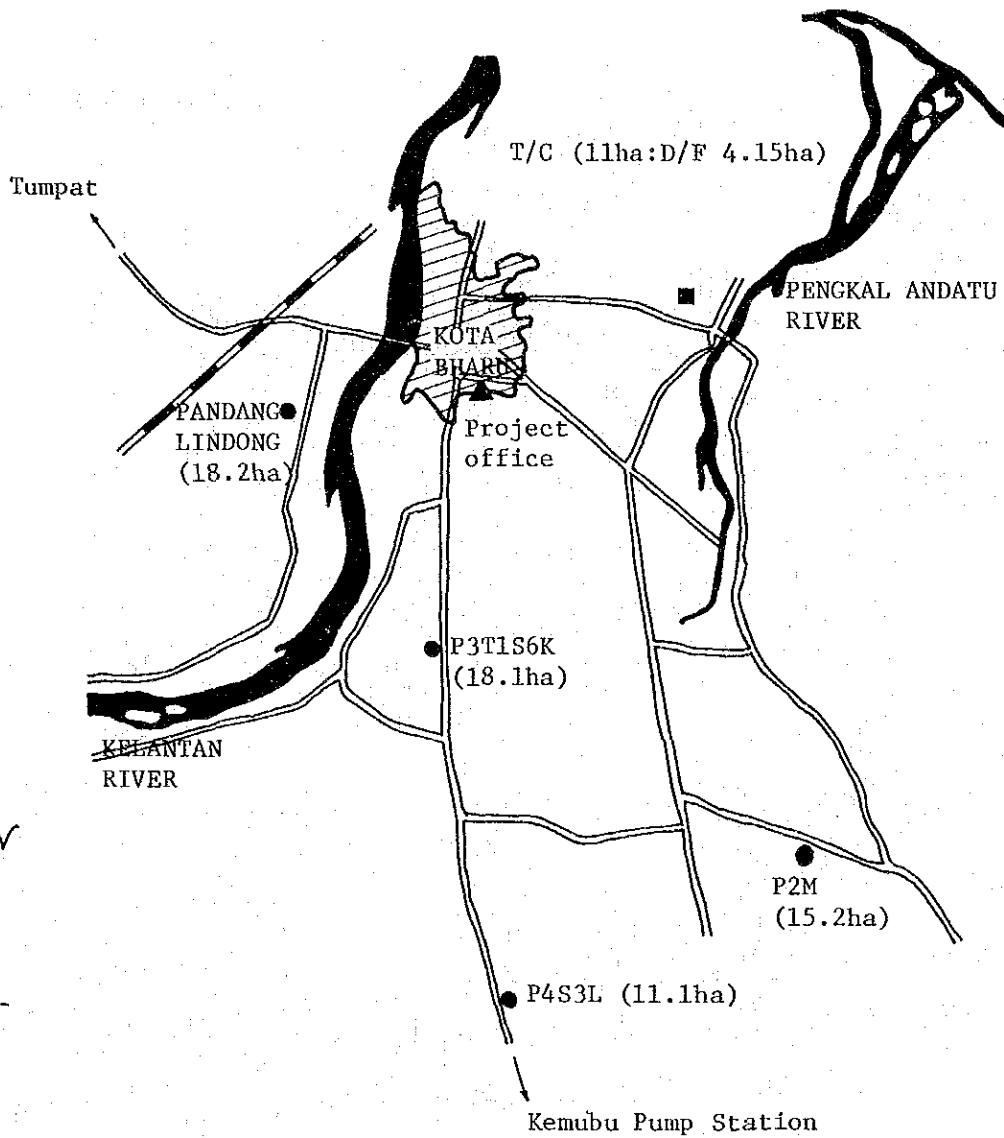 T/C (11ha:D/F 4.15ha)
Tumpat
PENGKAL ANDATU
RIVER
KOTA
BHARU
PANDANG
LINDONG
(18.2ha)
Project
office
P3T1S6K
(18.1ha)
KELANTAN
RIVER
P2M
(15.2ha)
P4S3L (11.1ha)
Kemubu Pump Station